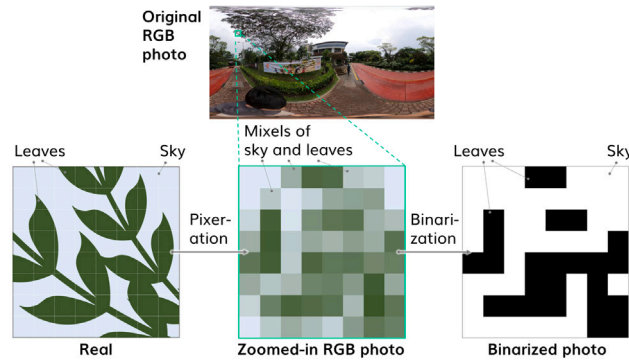 Original
RGB
photo
Mixels of
sky and leaves
Leaves
Sky
Leaves
Sky
Pixer-
ation
Binari-
zation
Real
Zoomed-in RGB photo
Binarized photo